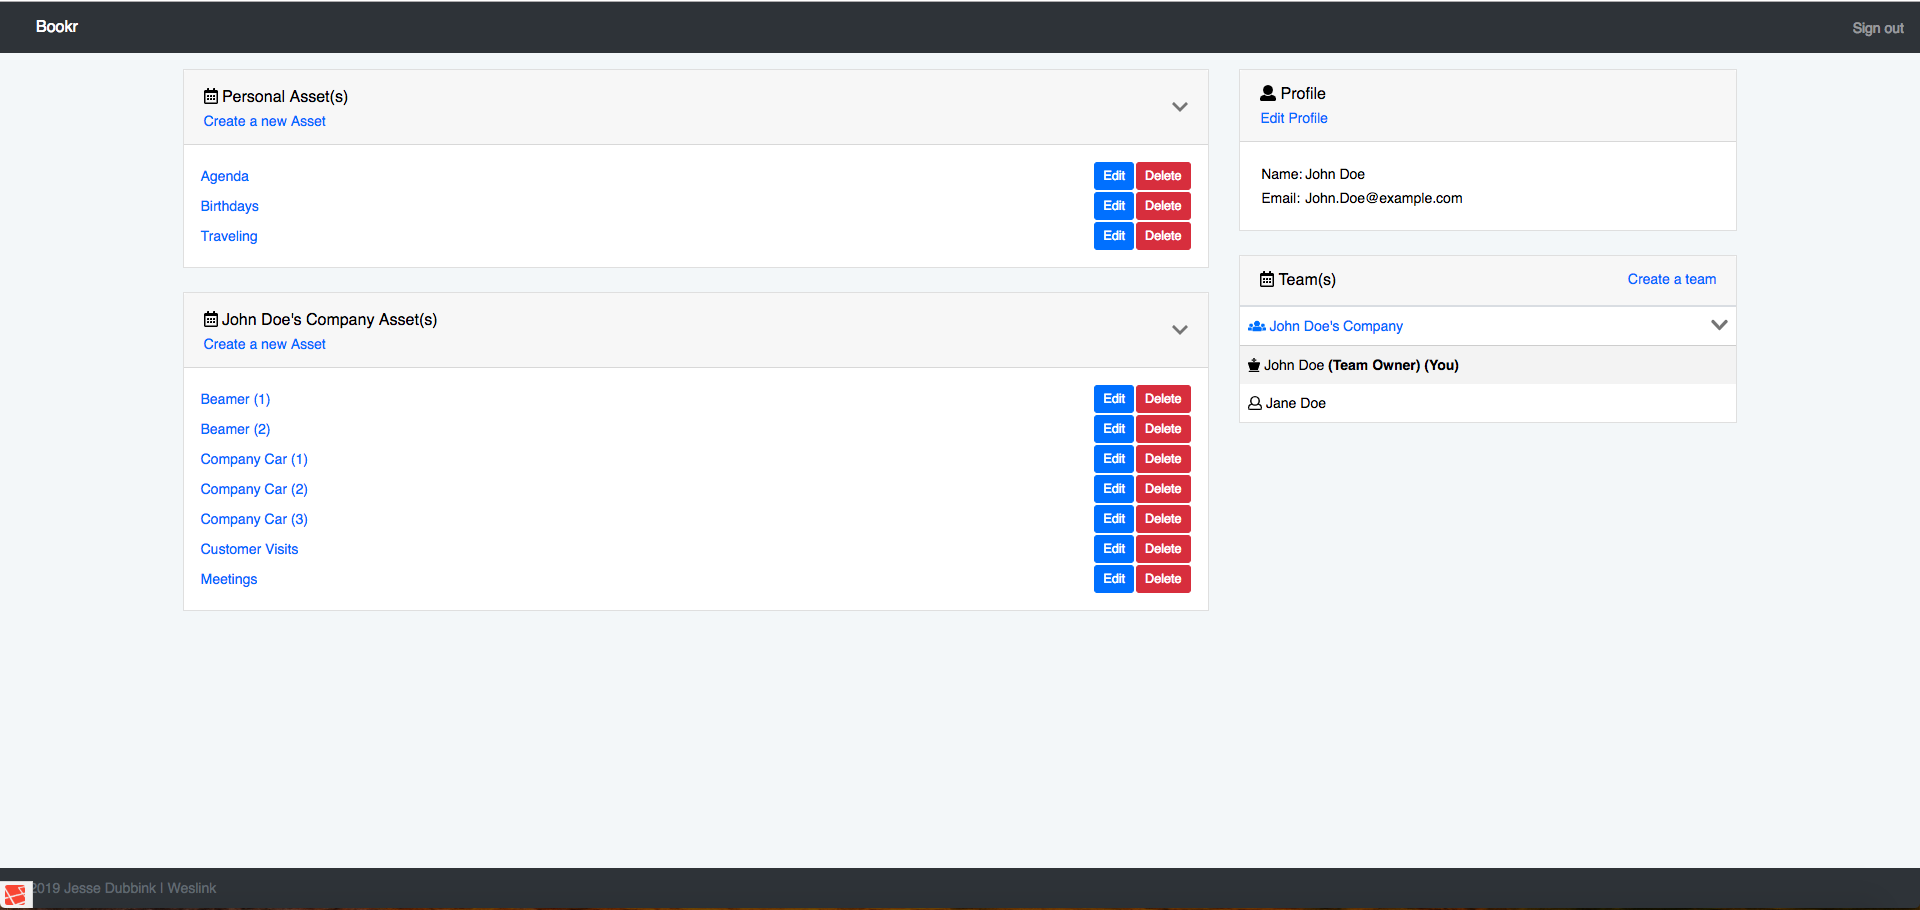 Bookr
Sign out
Personal Asset(s)
Create a new Asset
Agenda Edit Delete
Birthdays Edit Delete
Traveling Edit Delete
John Doe's Company Asset(s)
Create a new Asset
Beamer (1) Edit Delete
Beamer (2) Edit Delete
Company Car (1) Edit Delete
Company Car (2) Edit Delete
Company Car (3) Edit Delete
Customer Visits Edit Delete
Meetings Edit Delete
Profile
Edit Profile
Name: John Doe
Email: John.Doe@example.com
Team(s) Create a team
John Doe's Company
John Doe (Team Owner) (You)
Jane Doe
2019 Jesse Dubbink | Weslink